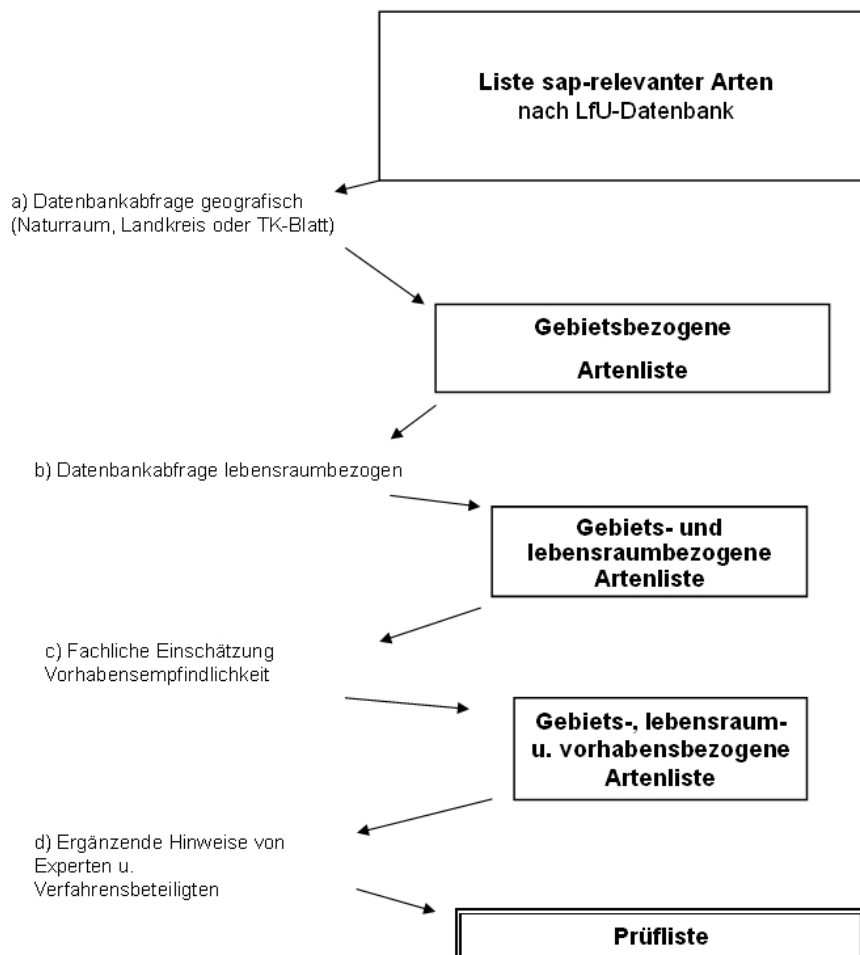 Liste sap-relevanter Arten
nach LfU-Datenbank
a) Datenbankabfrage geografisch
(Naturraum, Landkreis oder TK-Blatt)
Gebietsbezogene
Artenliste
b) Datenbankabfrage lebensraumbezogen
Gebiets- und
lebensraumbezogene
Artenliste
c) Fachliche Einschätzung
Vorhabensempfindlichkeit
Gebiets-, lebensraum-
u. vorhabensbezogene
Artenliste
d) Ergänzende Hinweise von
Experten u.
Verfahrensbeteiligten
Prüfliste